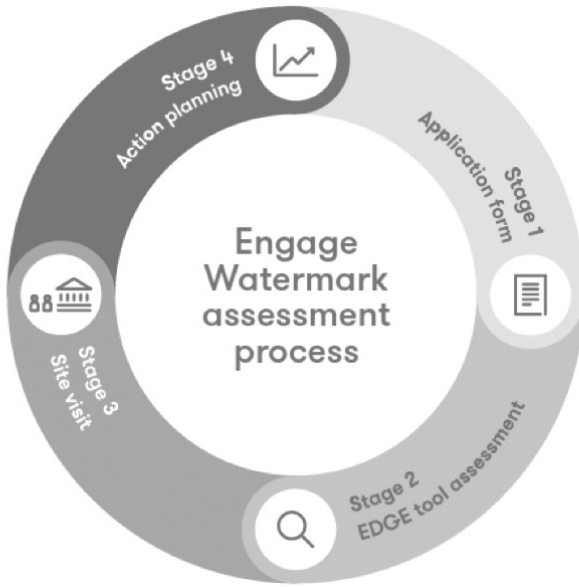 Engage
Watermark
assessment
process
Stage 1
Application form
Stage 2
EDGE tool assessment
Stage 3
Site visit
Stage 4
Action planning